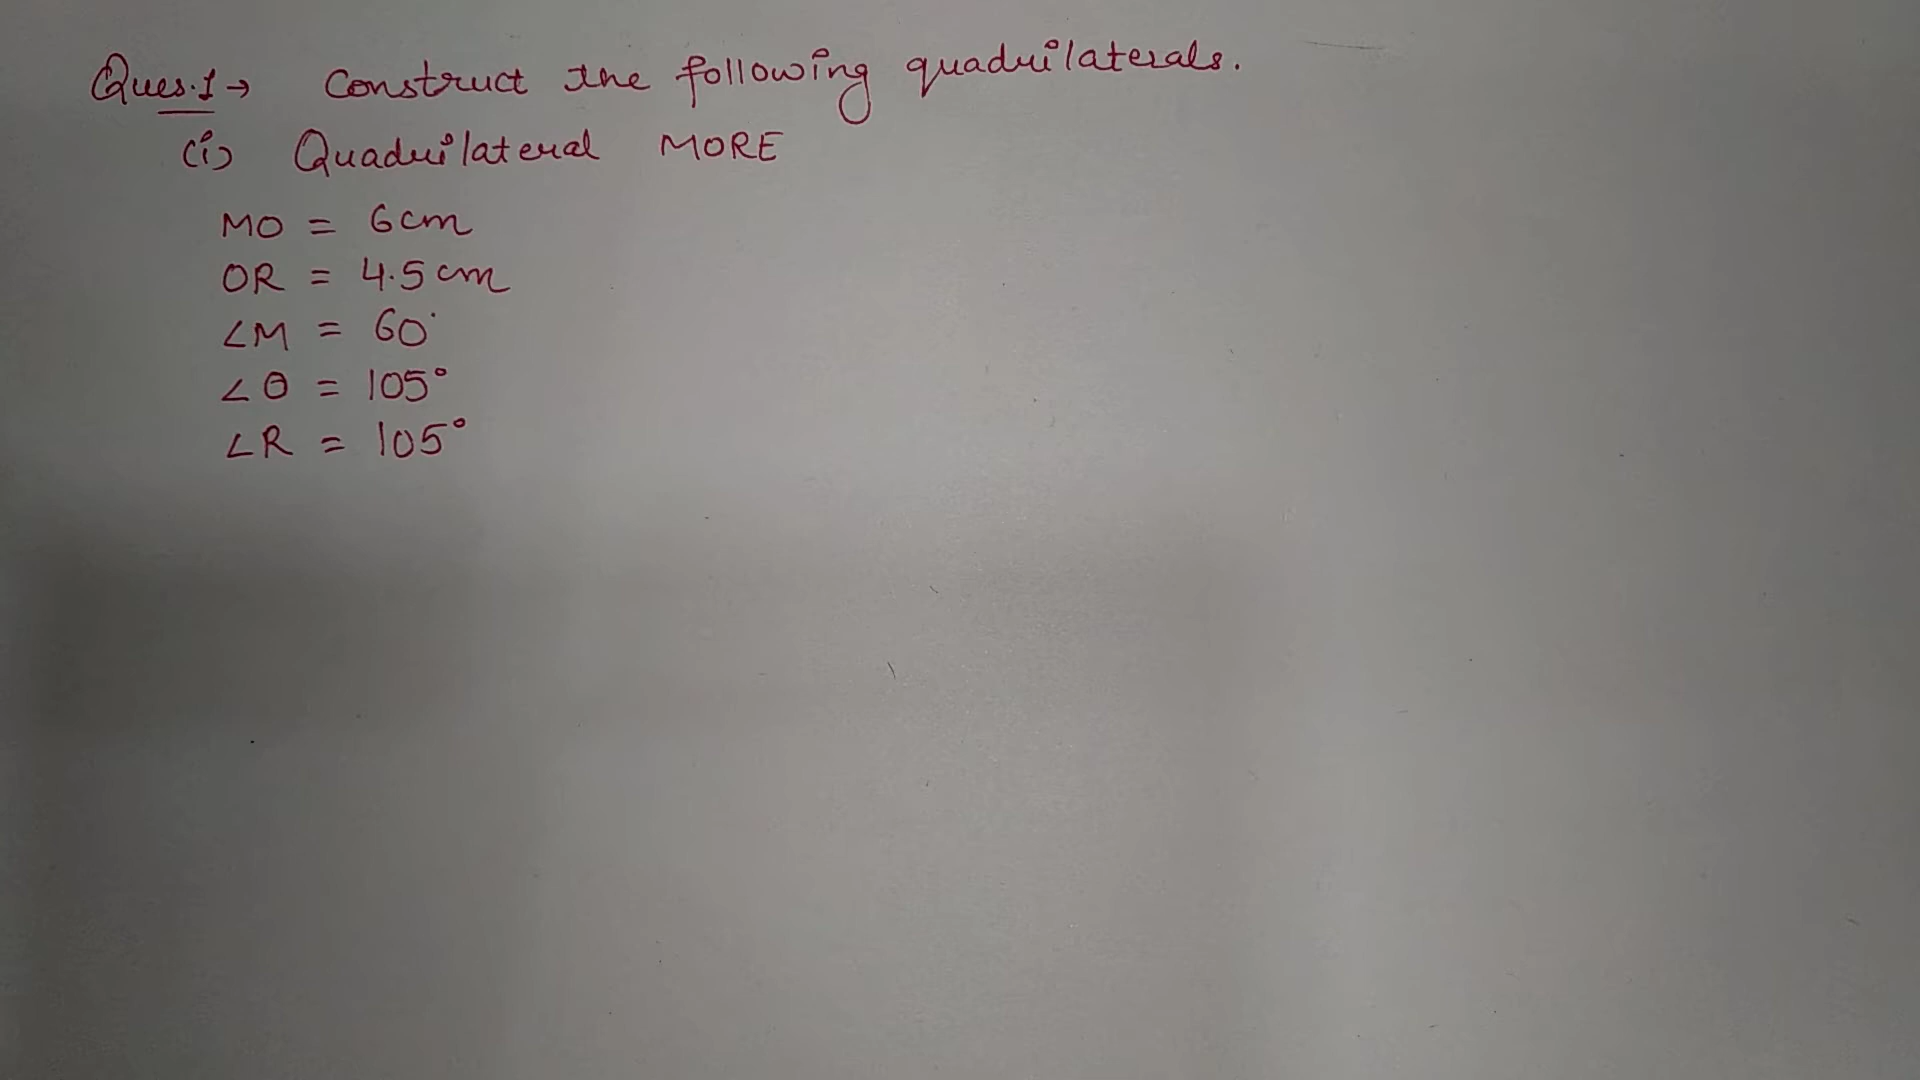 Ques.1→ Construct the following quadrilaterals.
(i) Quadrilateral MORE
MO = 6cm
OR = 4.5cm
∠M = 60°
∠O = 105°
∠R = 105°